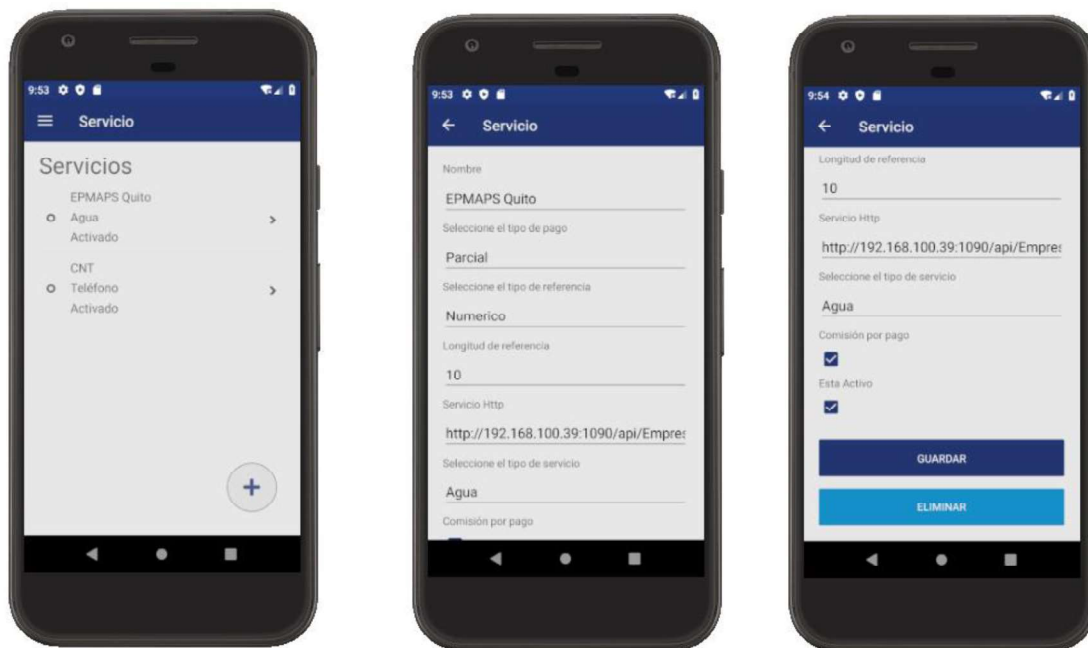 9:53
Servicio
Servicios
EPMAPS Quito
Agua
Activado
CNT
Teléfono
Activado
9:53
Servicio
Nombre
EPMAPS Quito
Seleccione el tipo de pago
Parcial
Seleccione el tipo de referencia
Numerico
Longitud de referencia
10
Servicio Http
http://192.168.100.39:1090/api/Empres
Seleccione el tipo de servicio
Agua
Comisión por pago
9:54
Servicio
Longitud de referencia
10
Servicio Http
http://192.168.100.39:1090/api/Empres
Seleccione el tipo de servicio
Agua
Comisión por pago
Esta Activo
GUARDAR
ELIMINAR